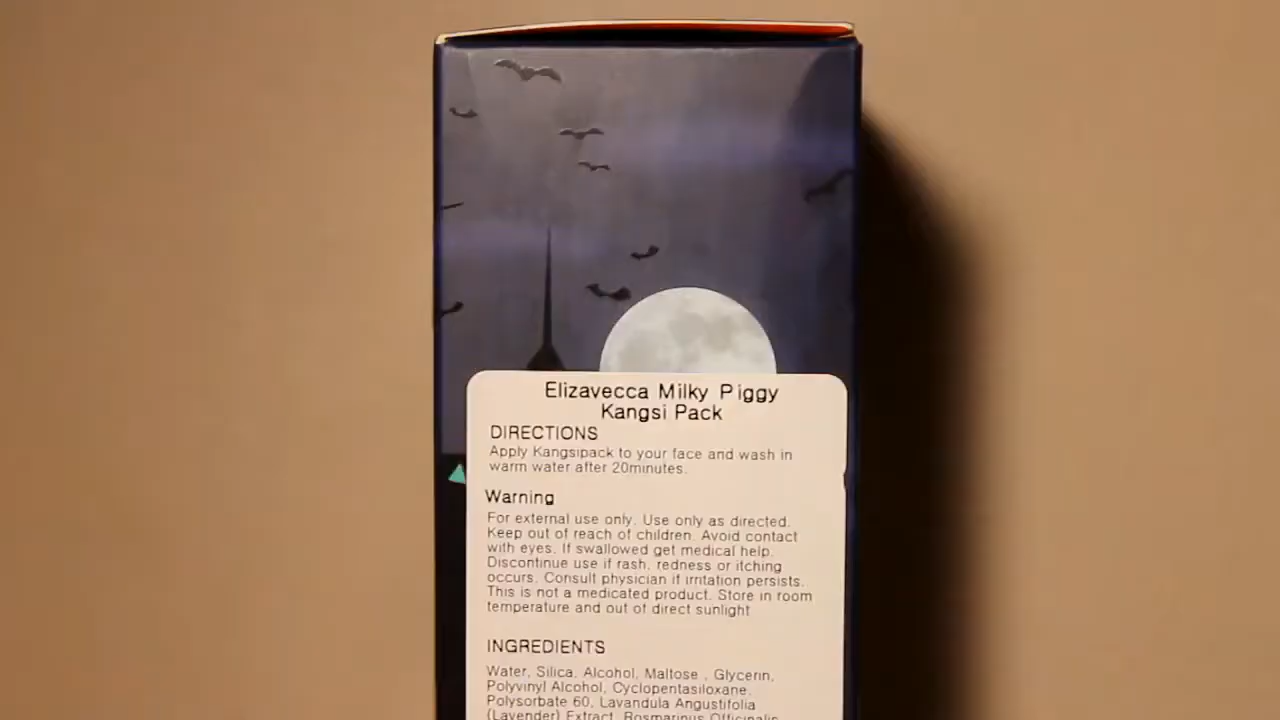 Elizavecca Milky Piggy
Kangsi Pack
DIRECTIONS
Apply Kangsipack to your face and wash in
warm water after 20minutes.
Warning
For external use only. Use only as directed.
Keep out of reach of children. Avoid contact
with eyes. If swallowed get medical help.
Discontinue use if rash, redness or itching
occurs. Consult physician if irritation persists.
This is not a medicated product. Store in room
temperature and out of direct sunlight
INGREDIENTS
Water, Silica, Alcohol, Maltose , Glycerin,
Polyvinyl Alcohol, Cyclopentasiloxane,
Polysorbate 60, Lavandula Angustifolia
(Lavender) Extract, Rosmarinus Officinalis